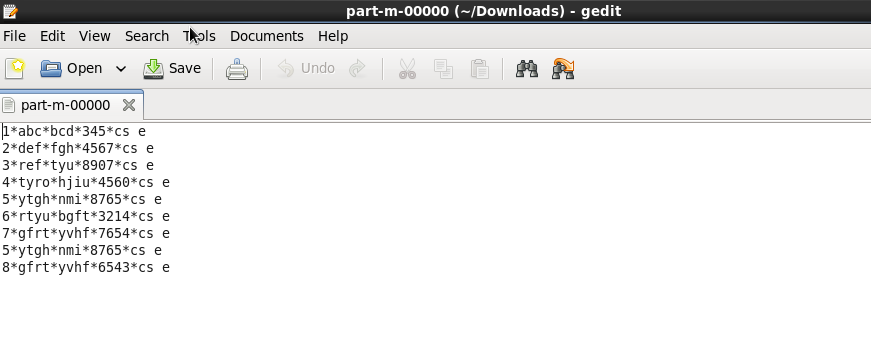 part-m-00000 (~/Downloads) - gedit
File Edit View Search Tools Documents Help
Open Save Undo
part-m-00000
1*abc*bcd*345*cs e
2*def*fgh*4567*cs e
3*ref*tyu*8907*cs e
4*tyro*hjiu*4560*cs e
5*ytgh*nmi*8765*cs e
6*rtyu*bgft*3214*cs e
7*gfrt*yvhf*7654*cs e
5*ytgh*nmi*8765*cs e
8*gfrt*yvhf*6543*cs e